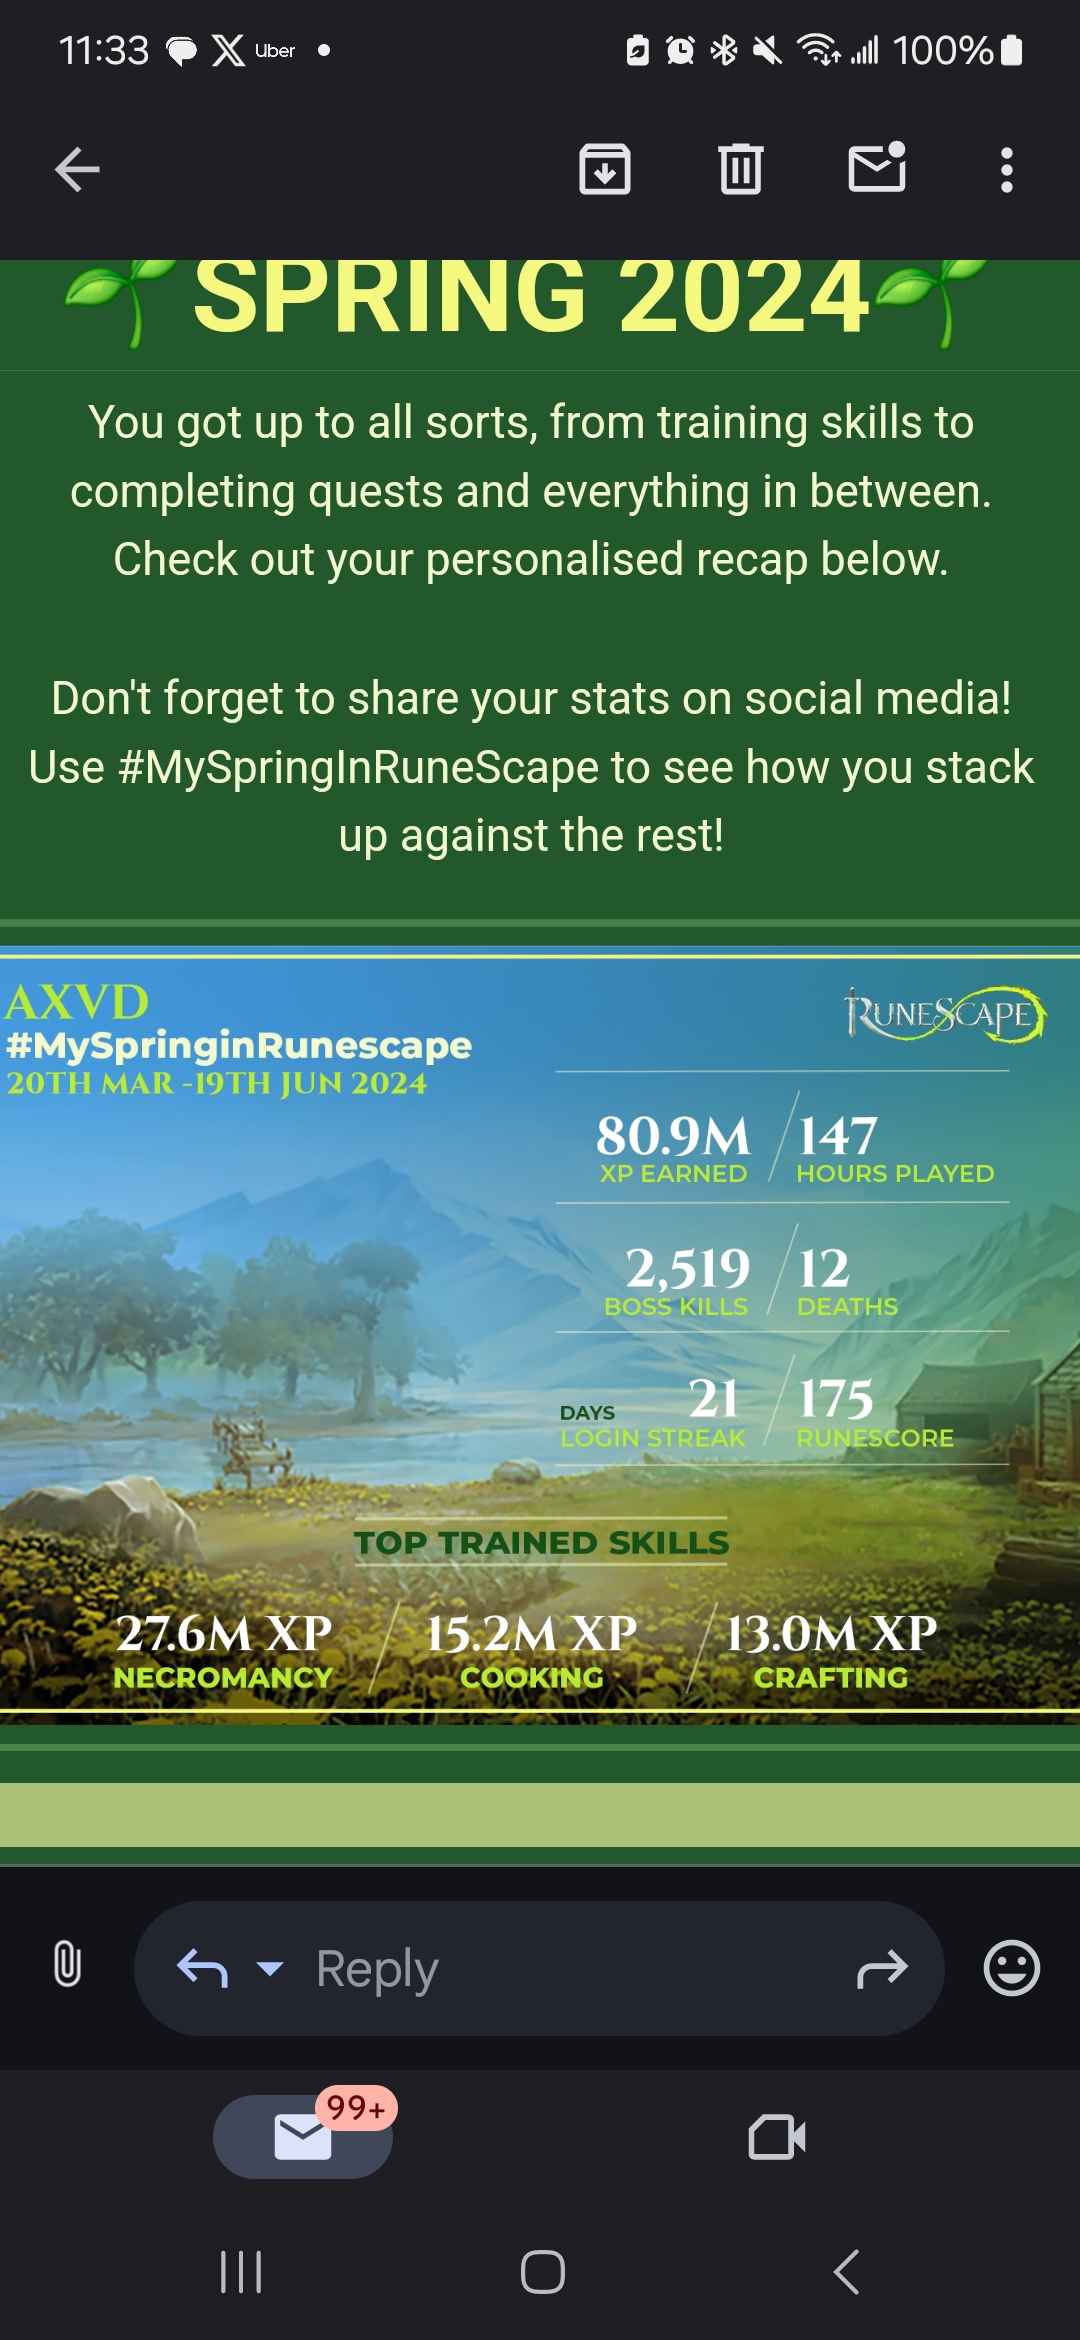 11:33 Uber 100%
SPRING 2024
You got up to all sorts, from training skills to
completing quests and everything in between.
Check out your personalised recap below.
Don't forget to share your stats on social media!
Use #MySpringInRuneScape to see how you stack
up against the rest!
AXVD
#MySpringinRunescape
20TH MAR -19TH JUN 2024
RUNESCAPE
80.9M 147
XP EARNED HOURS PLAYED
2,519 12
BOSS KILLS DEATHS
DAYS 21 175
LOGIN STREAK RUNESCORE
TOP TRAINED SKILLS
27.6M XP 15.2M XP 13.0M XP
NECROMANCY COOKING CRAFTING
Reply
99+